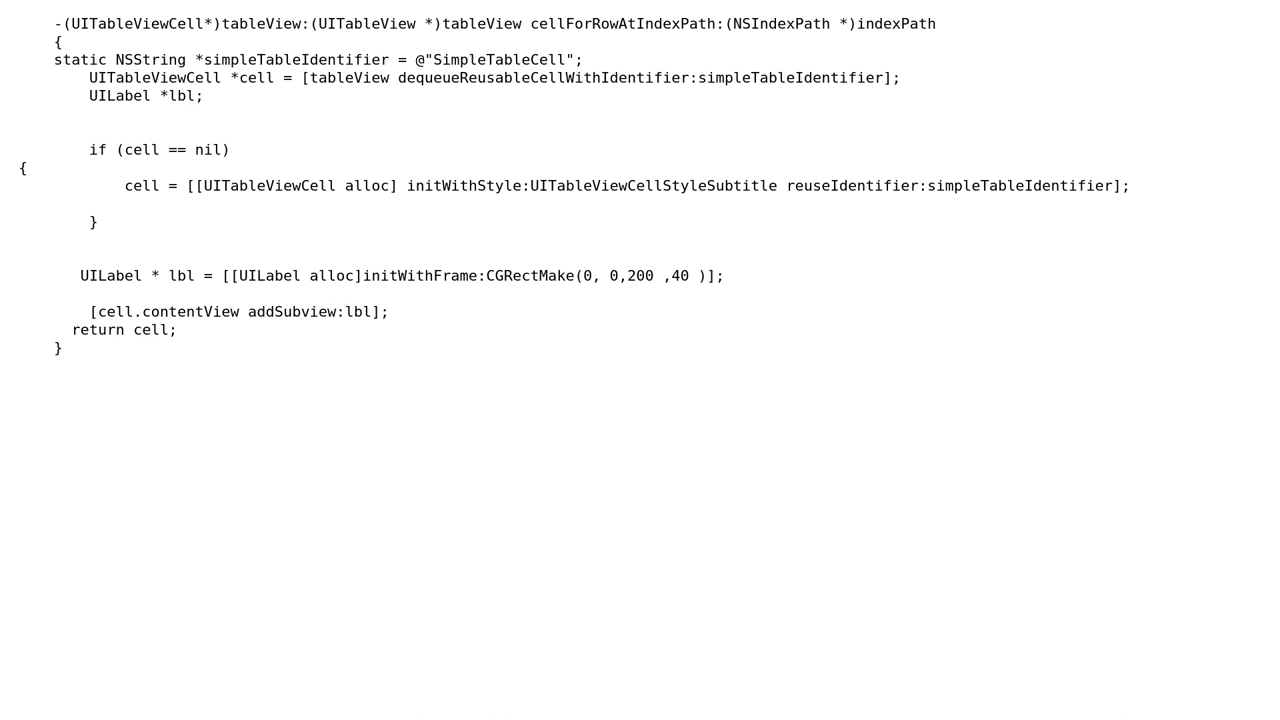 -(UITableViewCell*)tableView:(UITableView *)tableView cellForRowAtIndexPath:(NSIndexPath *)indexPath
{
static NSString *simpleTableIdentifier = @"SimpleTableCell";
UITableViewCell *cell = [tableView dequeueReusableCellWithIdentifier:simpleTableIdentifier];
UILabel *lbl;
if (cell == nil)
{
cell = [[UITableViewCell alloc] initWithStyle:UITableViewCellStyleSubtitle reuseIdentifier:simpleTableIdentifier];
}
UILabel * lbl = [[UILabel alloc]initWithFrame:CGRectMake(0, 0,200 ,40 )];
[cell.contentView addSubview:lbl];
return cell;
}